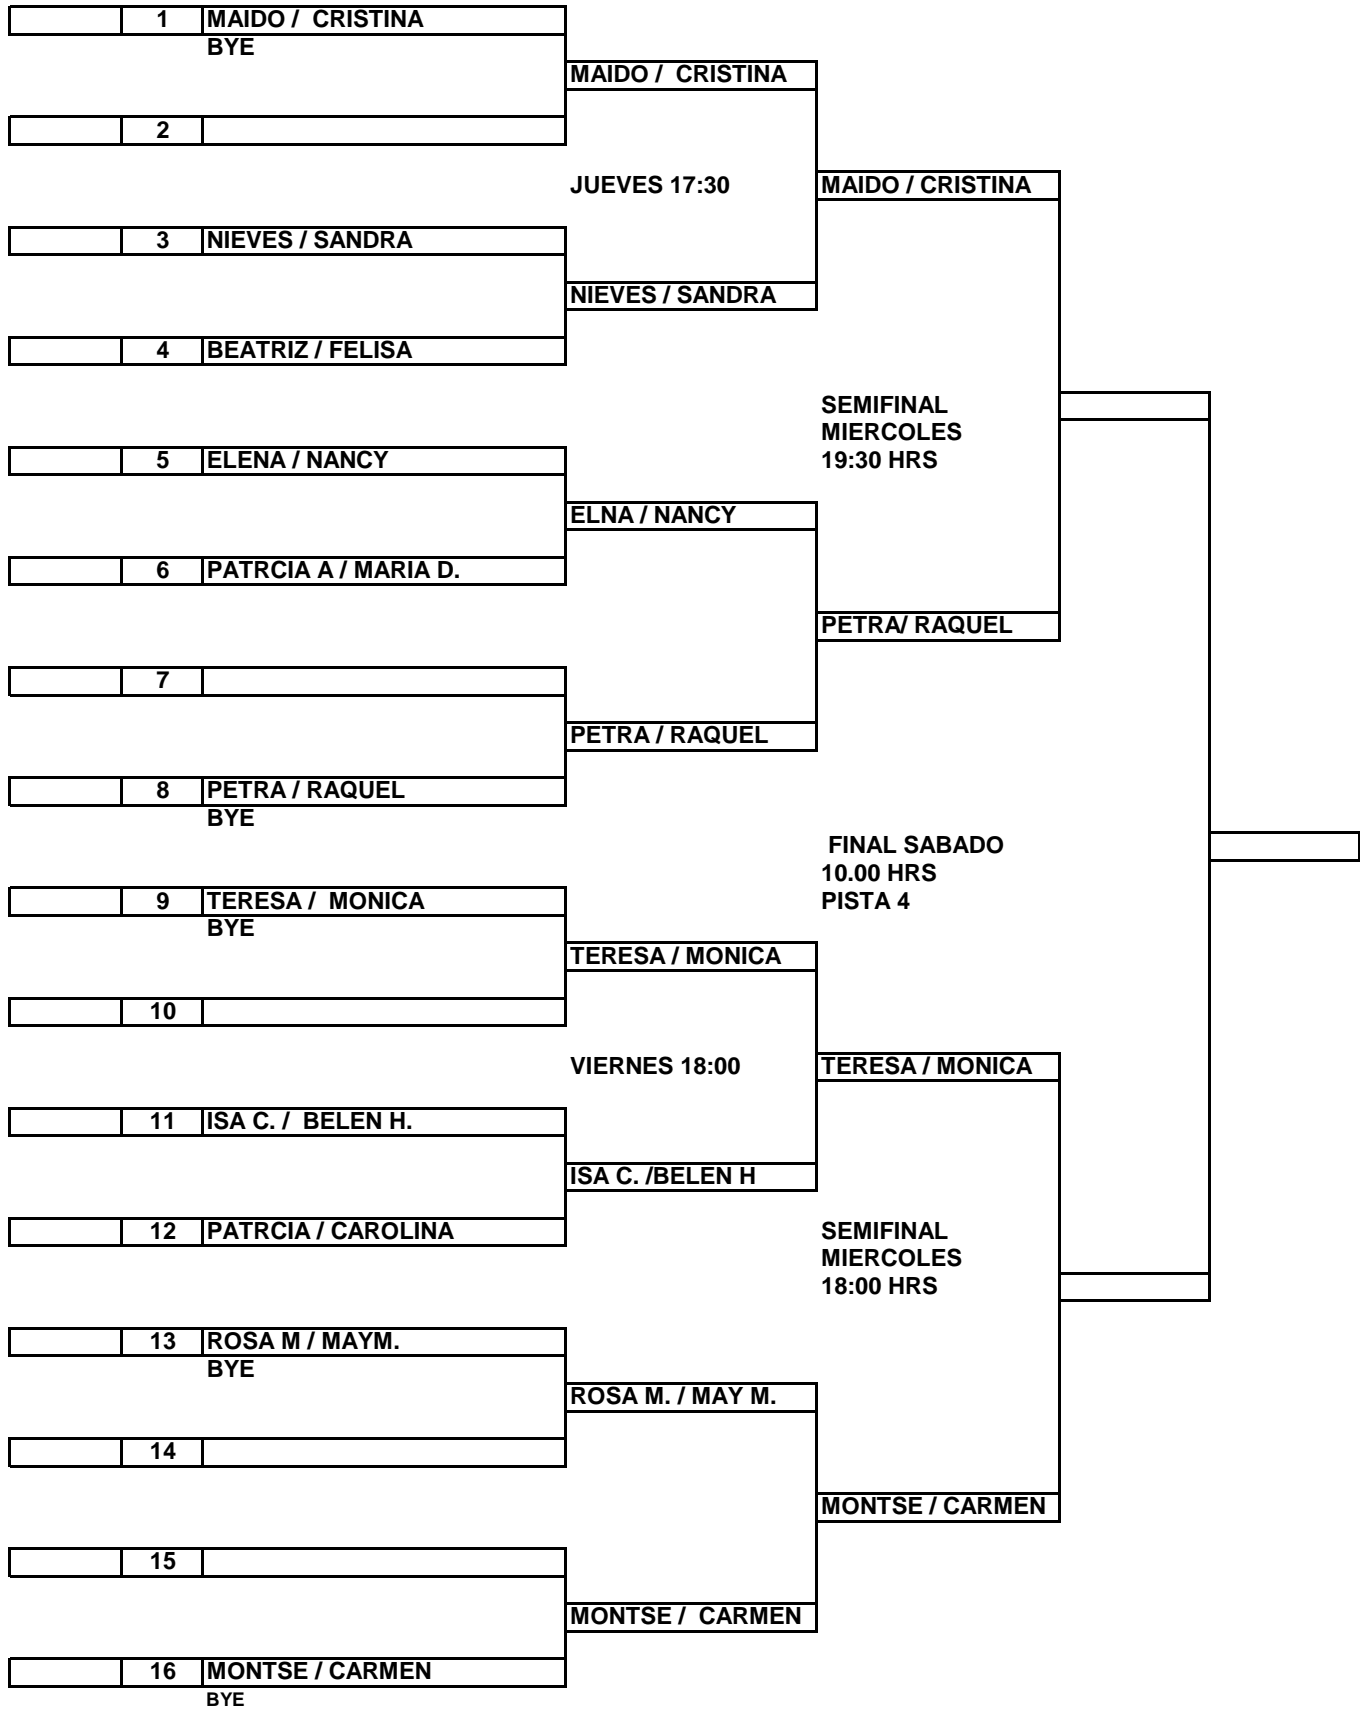 1 MAIDO /  CRISTINA
BYE
MAIDO /  CRISTINA
2
JUEVES 17:30
MAIDO / CRISTINA
3 NIEVES / SANDRA
NIEVES / SANDRA
4 BEATRIZ / FELISA
SEMIFINAL
MIERCOLES
19:30 HRS
5 ELENA / NANCY
ELNA / NANCY
6 PATRCIA A / MARIA D.
PETRA/ RAQUEL
7
PETRA / RAQUEL
8 PETRA / RAQUEL
BYE
FINAL SABADO
10.00 HRS
PISTA 4
9 TERESA /  MONICA
BYE
TERESA / MONICA
10
VIERNES 18:00
TERESA / MONICA
11 ISA C. /  BELEN H.
ISA C. /BELEN H
12 PATRCIA / CAROLINA
SEMIFINAL
MIERCOLES
18:00 HRS
13 ROSA M / MAYM.
BYE
ROSA M. / MAY M.
14
MONTSE / CARMEN
15
MONTSE /  CARMEN
16 MONTSE / CARMEN
BYE